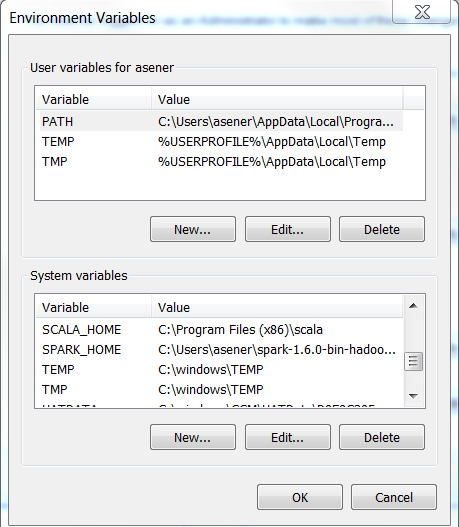 Environment Variables
User variables for asener
Variable Value
PATH C:\Users\asener\AppData\Local\Progra...
TEMP %USERPROFILE%\AppData\Local\Temp
TMP %USERPROFILE%\AppData\Local\Temp
New... Edit... Delete
System variables
Variable Value
SCALA_HOME C:\Program Files (x86)\scala
SPARK_HOME C:\Users\asener\spark-1.6.0-bin-hadoo...
TEMP C:\windows\TEMP
TMP C:\windows\TEMP
New... Edit... Delete
OK Cancel